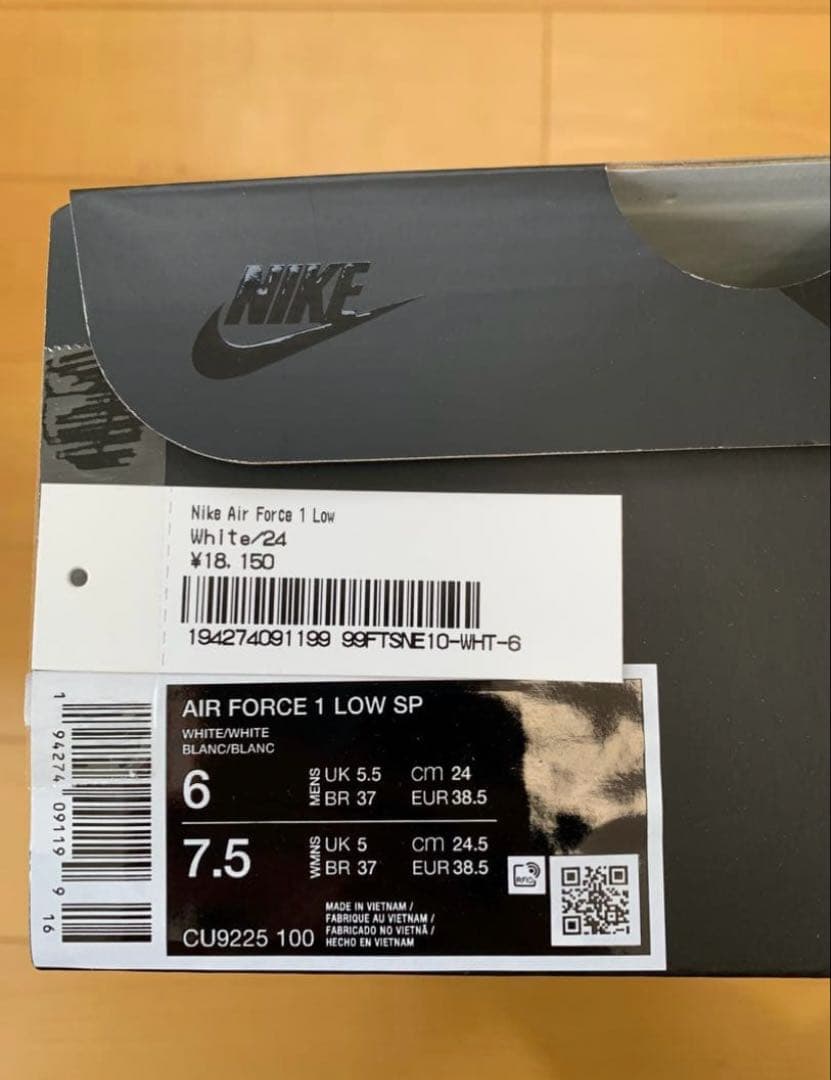 NIKE
Nike Air Force 1 Low
White/24
¥18,150
194274091199 99FTSNE10-WHT-6
AIR FORCE 1 LOW SP
WHITE/WHITE
BLANC/BLANC
6 MENS UK 5.5 cm 24
BR 37 EUR 38.5
7.5 WMNS UK 5 cm 24.5
BR 37 EUR 38.5
RFID
MADE IN VIETNAM /
FABRIQUÉ AU VIETNAM /
FABRICADO NO VIETNÃ /
HECHO EN VIETNAM
CU9225 100
1 94274 09119 9 16